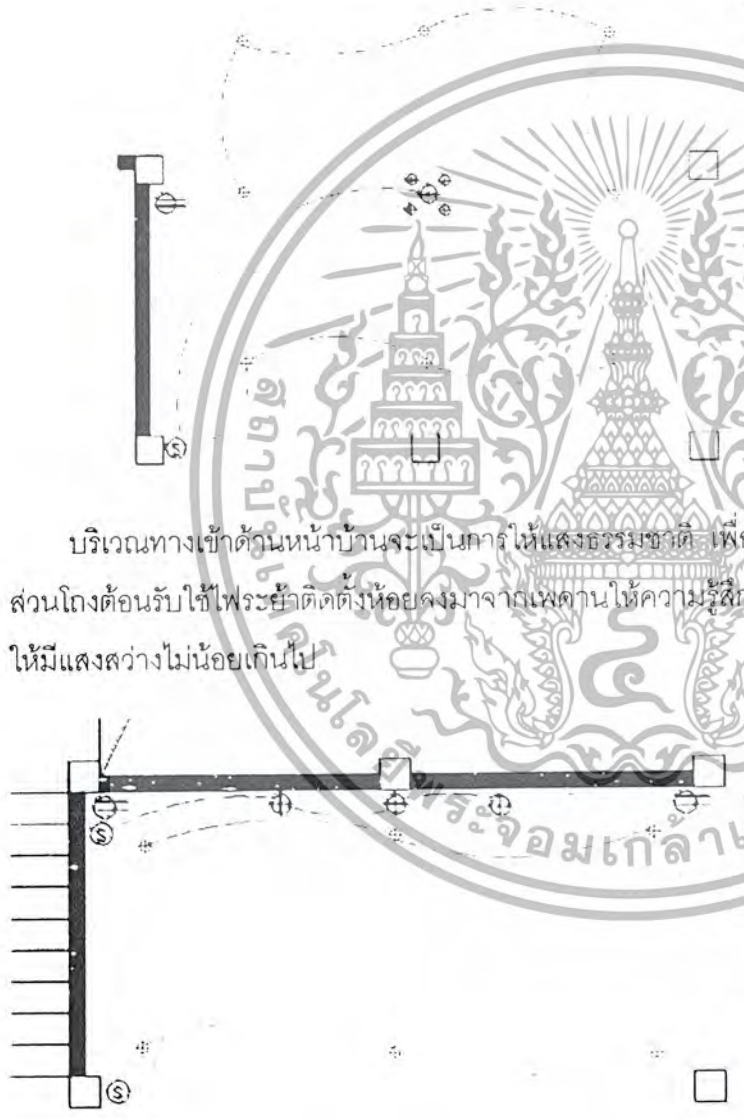 บริเวณทางเข้าด้านหน้าบ้านจะเป็นการให้แสงธรรมชาติ
ส่วนโถงต้อนรับใช้ไฟระย้าติดตั้งห้อยลงมาจากเพดานให้ความรู้สึก
ให้มีแสงสว่างไม่น้อยเกินไป
S
S
S